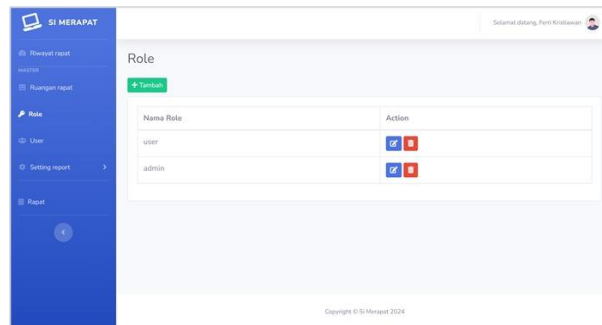 SI MERAPAT
Selamat datang, Ferri Kristiawan
Riwayat rapat
MASTER
Ruangan rapat
Role
User
Setting report
Rapat
Role
+ Tambah
Nama Role Action
user
admin
Copyright © Si Merapat 2024